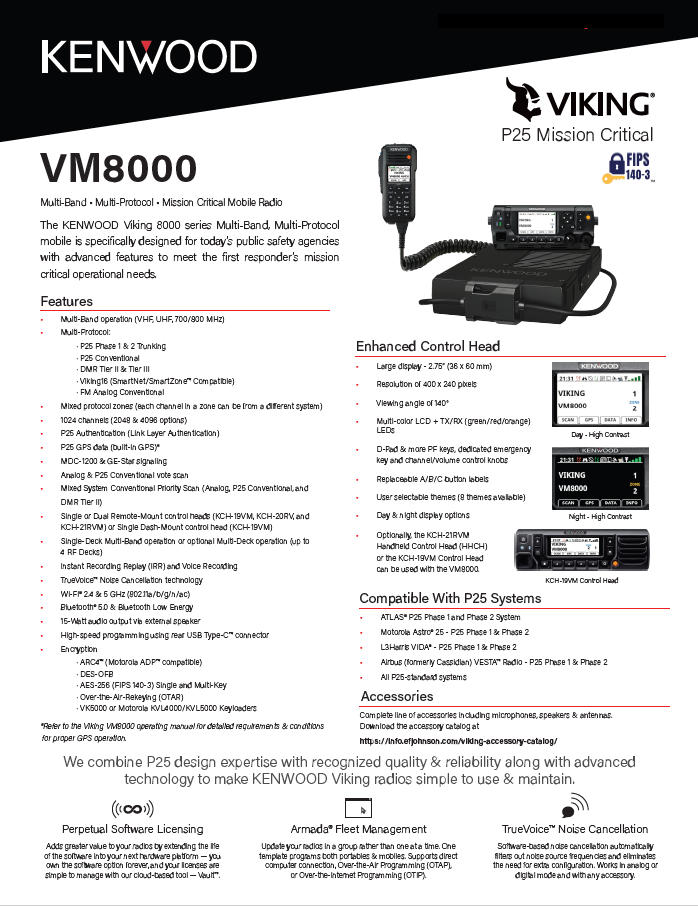 KENWOOD
VIKING®
P25 Mission Critical
VM8000
FIPS
140-3™
Multi-Band • Multi-Protocol • Mission Critical Mobile Radio
The KENWOOD Viking 8000 series Multi-Band, Multi-Protocol
mobile is specifically designed for today's public safety agencies
with advanced features to meet the first responder's mission
critical operational needs.
KENWOOD
Features
• Multi-Band operation (VHF, UHF, 700/800 MHz)
• Multi-Protocol:
· P25 Phase 1 & 2 Trunking
· P25 Conventional
· DMR Tier II & Tier III
· Viking16 (SmartNet/SmartZone™ Compatible)
· FM Analog Conventional
• Mixed protocol zones (each channel in a zone can be from a different system)
• 1024 channels (2048 & 4096 options)
• P25 Authentication (Link Layer Authentication)
• P25 GPS data (built-in GPS)*
• MDC-1200 & GE-Star signaling
• Analog & P25 Conventional vote scan
• Mixed System Conventional Priority Scan (Analog, P25 Conventional, and
DMR Tier II)
• Single or Dual Remote-Mount control heads (KCH-19VM, KCH-20RV, and
KCH-21RVM) or Single Dash-Mount control head (KCH-19VM)
• Single-Deck Multi-Band operation or optional Multi-Deck operation (up to
4 RF Decks)
• Instant Recording Replay (IRR) and Voice Recording
• TrueVoice™ Noise Cancellation technology
• Wi-Fi® 2.4 & 5 GHz (802.11a/b/g/n/ac)
• Bluetooth® 5.0 & Bluetooth Low Energy
• 15-Watt audio output via external speaker
• High-speed programming using rear USB Type-C™ connector
• Encryption
· ARC4™ (Motorola ADP™ compatible)
· DES-OFB
· AES-256 (FIPS 140-3) Single and Multi-Key
· Over-the-Air-Rekeying (OTAR)
· VK5000 or Motorola KVL4000/KVL5000 Keyloaders
*Refer to the Viking VM8000 operating manual for detailed requirements & conditions
for proper GPS operation.
Enhanced Control Head
• Large display - 2.75" (36 x 60 mm)
• Resolution of 400 x 240 pixels
• Viewing angle of 140°
• Multi-color LCD + TX/RX (green/red/orange)
LEDs
• D-Pad & more PF keys, dedicated emergency
key and channel/volume control knobs
• Replaceable A/B/C button labels
• User selectable themes (8 themes available)
• Day & night display options
• Optionally, the KCH-21RVM
Handheld Control Head (HHCH)
or the KCH-19VM Control Head
can be used with the VM8000.
KENWOOD
21:31
VIKING 1
ZONE
VM8000 2
SCAN GPS DATA INFO
Day - High Contrast
KENWOOD
21:31
VIKING 1
ZONE
VM8000 2
SCAN GPS DATA INFO
Night - High Contrast
KENWOOD
VIKING
VM8000
KCH-19VM Control Head
Compatible With P25 Systems
• ATLAS® P25 Phase 1 and Phase 2 System
• Motorola Astro® 25 - P25 Phase 1 & Phase 2
• L3Harris VIDA® - P25 Phase 1 & Phase 2
• Airbus (formerly Cassidian) VESTA™ Radio - P25 Phase 1 & Phase 2
• All P25-standard systems
Accessories
Complete line of accessories including microphones, speakers & antennas.
Download the accessory catalog at
https://info.efjohnson.com/viking-accessory-catalog/
We combine P25 design expertise with recognized quality & reliability along with advanced
technology to make KENWOOD Viking radios simple to use & maintain.
Perpetual Software Licensing
Adds greater value to your radios by extending the life
of the software into your next hardware platform — you
own the software option forever, and your licenses are
simple to manage with our cloud-based tool — Vault™.
Armada® Fleet Management
Update your radios in a group rather than one at a time. One
template programs both portables & mobiles. Supports direct
computer connection, Over-the-Air Programming (OTAP),
or Over-the-Internet Programming (OTIP).
TrueVoice™ Noise Cancellation
Software-based noise cancellation automatically
filters out noise source frequencies and eliminates
the need for extra configuration. Works in analog or
digital mode and with any accessory.